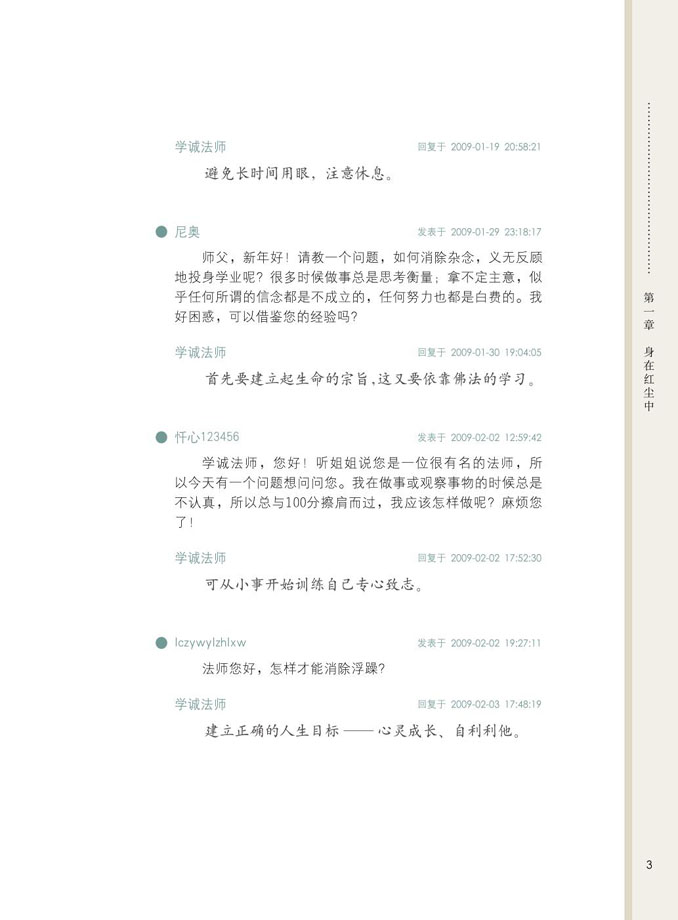 学诚法师 回复于 2009-01-19 20:58:21
避免长时间用眼，注意休息。
尼奥 发表于 2009-01-29 23:18:17
师父，新年好！请教一个问题，如何消除杂念，义无反顾
地投身学业呢？很多时候做事总是思考衡量；拿不定主意，似
乎任何所谓的信念都是不成立的，任何努力也都是白费的。我
好困惑，可以借鉴您的经验吗？
学诚法师 回复于 2009-01-30 19:04:05
首先要建立起生命的宗旨，这又要依靠佛法的学习。
忏心123456 发表于 2009-02-02 12:59:42
学诚法师，您好！听姐姐说您是一位很有名的法师，所
以今天有一个问题想问问您。我在做事或观察事物的时候总是
不认真，所以总与100分擦肩而过，我应该怎样做呢？麻烦您
了！
学诚法师 回复于 2009-02-02 17:52:30
可从小事开始训练自己专心致志。
lczywylzhlxw 发表于 2009-02-02 19:27:11
法师您好，怎样才能消除浮躁？
学诚法师 回复于 2009-02-03 17:48:19
建立正确的人生目标——心灵成长、自利利他。
第一章 身在红尘中
3